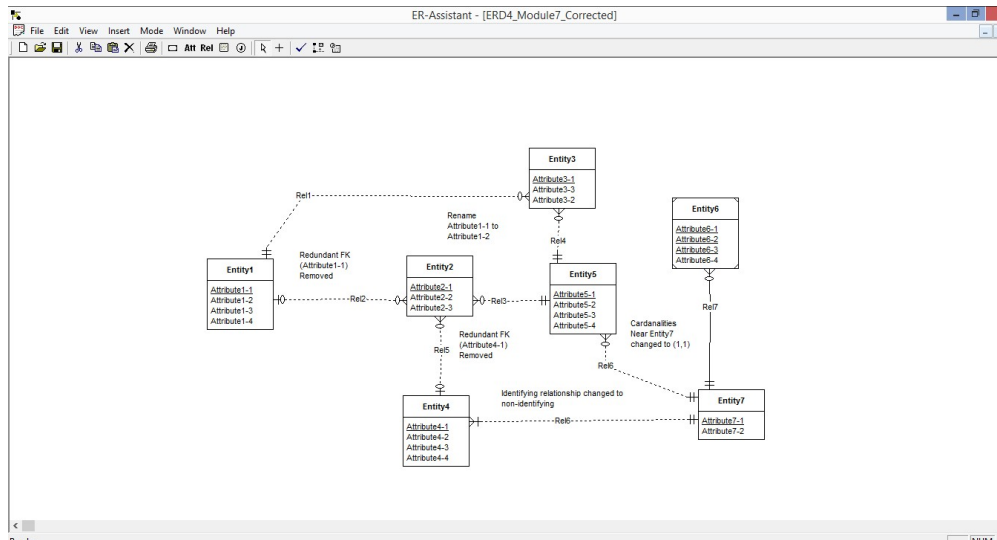 ER-Assistant - [ERD4_Module7_Corrected]
File Edit View Insert Mode Window Help
Att Rel
Entity3
Attribute3-1
Attribute3-3
Attribute3-2
Rel1
Rename
Attribute1-1 to
Attribute1-2
Entity6
Attribute6-1
Attribute6-2
Attribute6-3
Attribute6-4
Rel4
Redundant FK
(Attribute1-1)
Removed
Entity1
Attribute1-1
Attribute1-2
Attribute1-3
Attribute1-4
Entity2
Attribute2-1
Attribute2-2
Attribute2-3
Entity5
Attribute5-1
Attribute5-2
Attribute5-3
Attribute5-4
Rel2
Rel3
Rel7
Cardanalities
Near Entity7
changed to (1,1)
Redundant FK
(Attribute4-1)
Removed
Rel5
Rel6
Identifying relationship changed to
non-identifying
Entity4
Attribute4-1
Attribute4-2
Attribute4-3
Attribute4-4
Rel6
Entity7
Attribute7-1
Attribute7-2